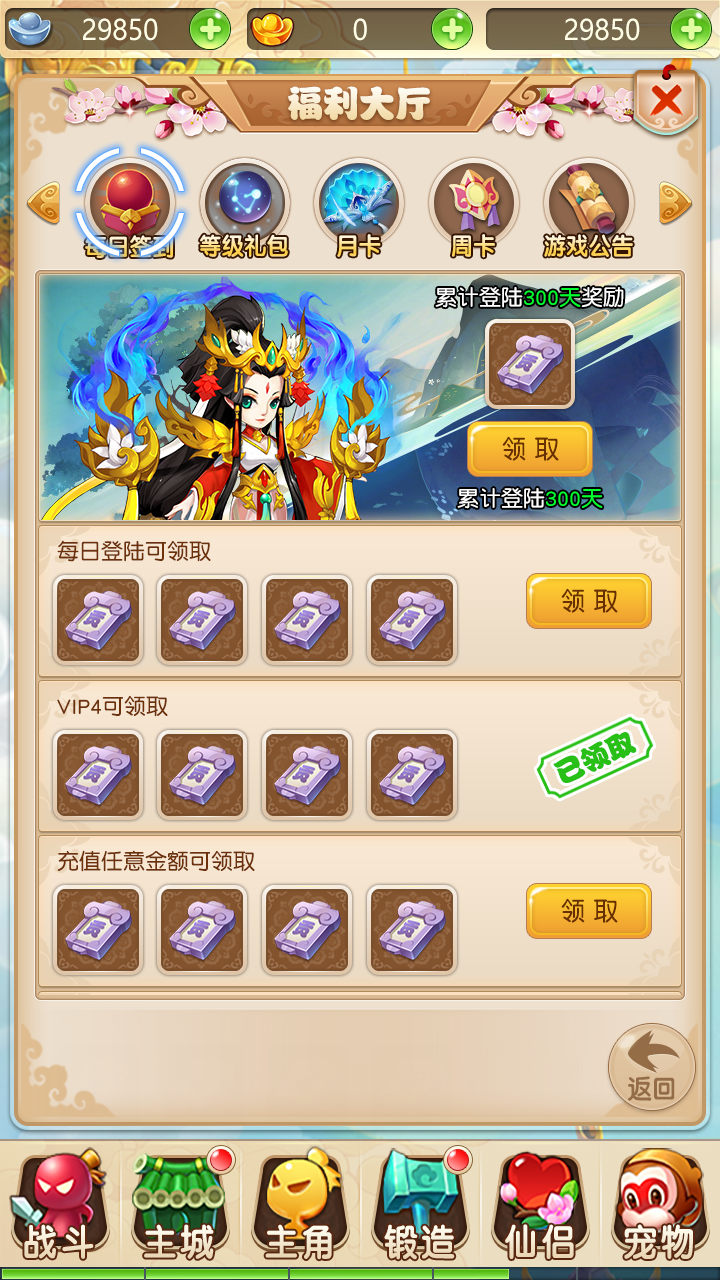 29850 0 29850
福利大厅
每日签到 等级礼包 月卡 周卡 游戏公告
累计登陆300天奖励
领取
累计登陆300天
每日登陆可领取
领取
VIP4可领取
已领取
充值任意金额可领取
领取
返回
战斗 主城 主角 锻造 仙侣 宠物